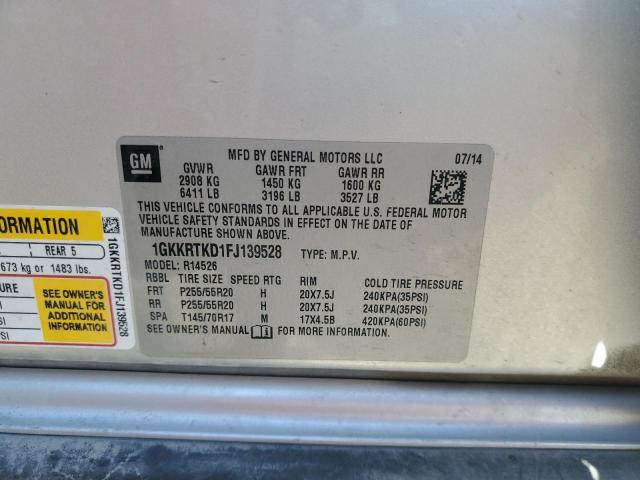 GM
MFD BY GENERAL MOTORS LLC 07/14
GVWR GAWR FRT GAWR RR
2908 KG 1450 KG 1600 KG
6411 LB 3196 LB 3527 LB
THIS VEHICLE CONFORMS TO ALL APPLICABLE U.S. FEDERAL MOTOR
VEHICLE SAFETY STANDARDS IN EFFECT ON THE DATE OF
MANUFACTURE SHOWN ABOVE.
1GKKRTKD1FJ139528 TYPE: M.P.V.
MODEL: R14526
RBBL TIRE SIZE SPEED RTG RIM COLD TIRE PRESSURE
FRT P255/55R20 H 20X7.5J 240KPA(35PSI)
RR P255/55R20 H 20X7.5J 240KPA(35PSI)
SPA T145/70R17 M 17X4.5B 420KPA(60PSI)
SEE OWNER'S MANUAL FOR MORE INFORMATION.
FORMATION
REAR 5
673 kg or 1483 lbs.
SEE OWNER'S
MANUAL FOR
ADDITIONAL
INFORMATION
1GKKRTKD1FJ139528